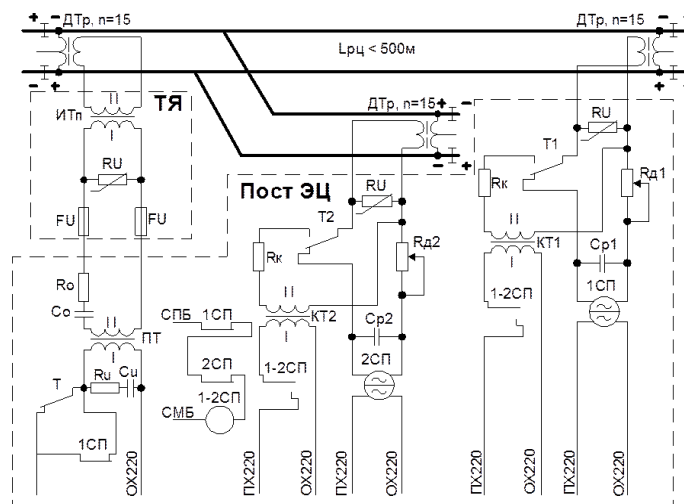 + - ДТр, n=15
ДТр, n=15 - +
Lрц < 500м
- +
+ -
ТЯ
ИТп
II
I
RU
FU FU
ДТр, n=15 + -
- +
Пост ЭЦ
RU
T2
Rк
II
I
КТ2
Rд2
Ср2
2СП
1-2СП
T1
RU
Rк
Rд1
II
I
КТ1
Ср1
1СП
1-2СП
Rо
Со
II
I
ПТ
СПБ
1СП
2СП
1-2СП
СМБ
T
Ru
Cu
1СП
ОХ220
ПХ220
ОХ220
ПХ220
ОХ220
ПХ220
ОХ220
ПХ220
ОХ220